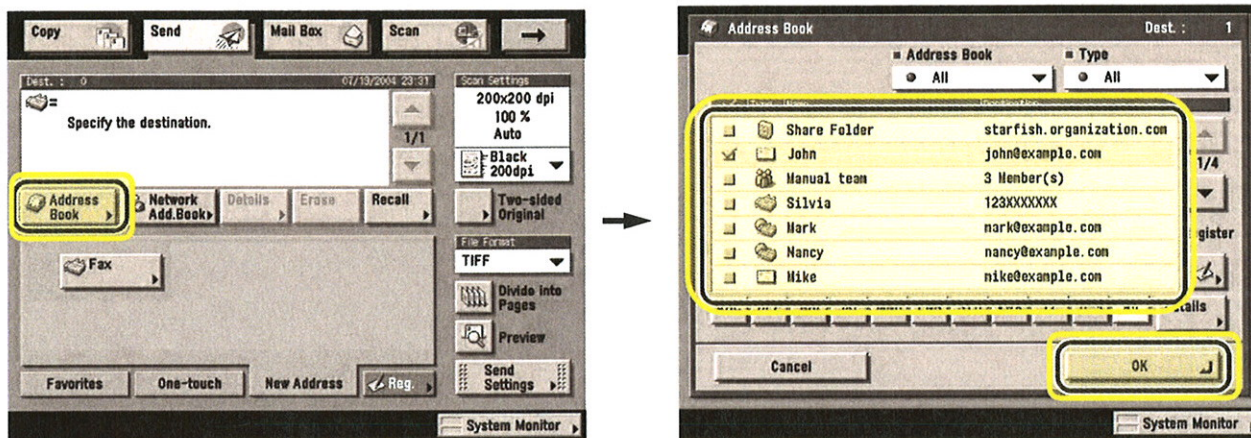 Copy
Send
Mail Box
Scan
Dest. : 0
07/19/2004 23:31
Specify the destination.
1/1
Address Book
Network Add.Book
Details
Erase
Recall
Fax
Favorites
One-touch
New Address
Reg.
Scan Settings
200x200 dpi
100 %
Auto
Black
200dpi
Two-sided
Original
File Format
TIFF
Divide into
Pages
Preview
Send
Settings
System Monitor
Address Book
Dest. : 1
Address Book
Type
All
All
Share Folder starfish.organization.com
John john@example.com
Manual team 3 Member(s)
Silvia 123XXXXXXX
Mark mark@example.com
Nancy nancy@example.com
Mike mike@example.com
1/4
Cancel
OK
System Monitor